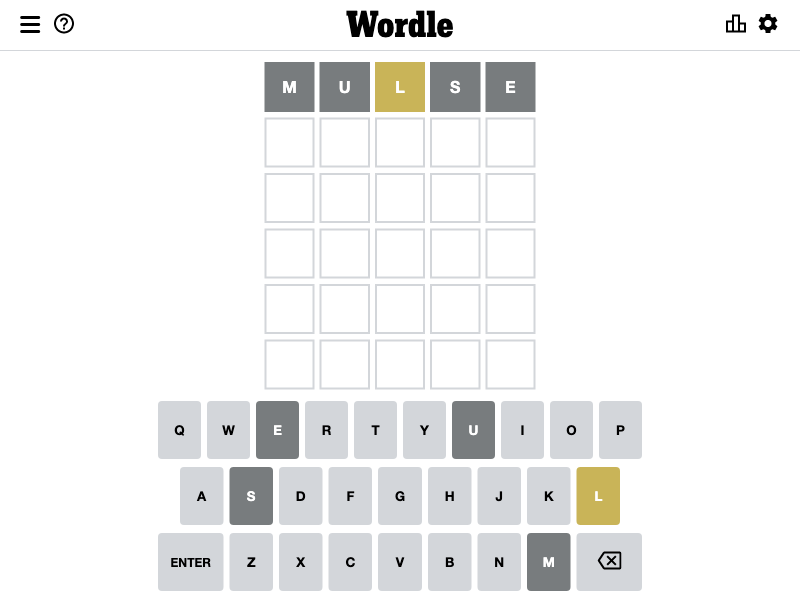 Wordle
M U L S E
Q W E R T Y U I O P
A S D F G H J K L
ENTER Z X C V B N M